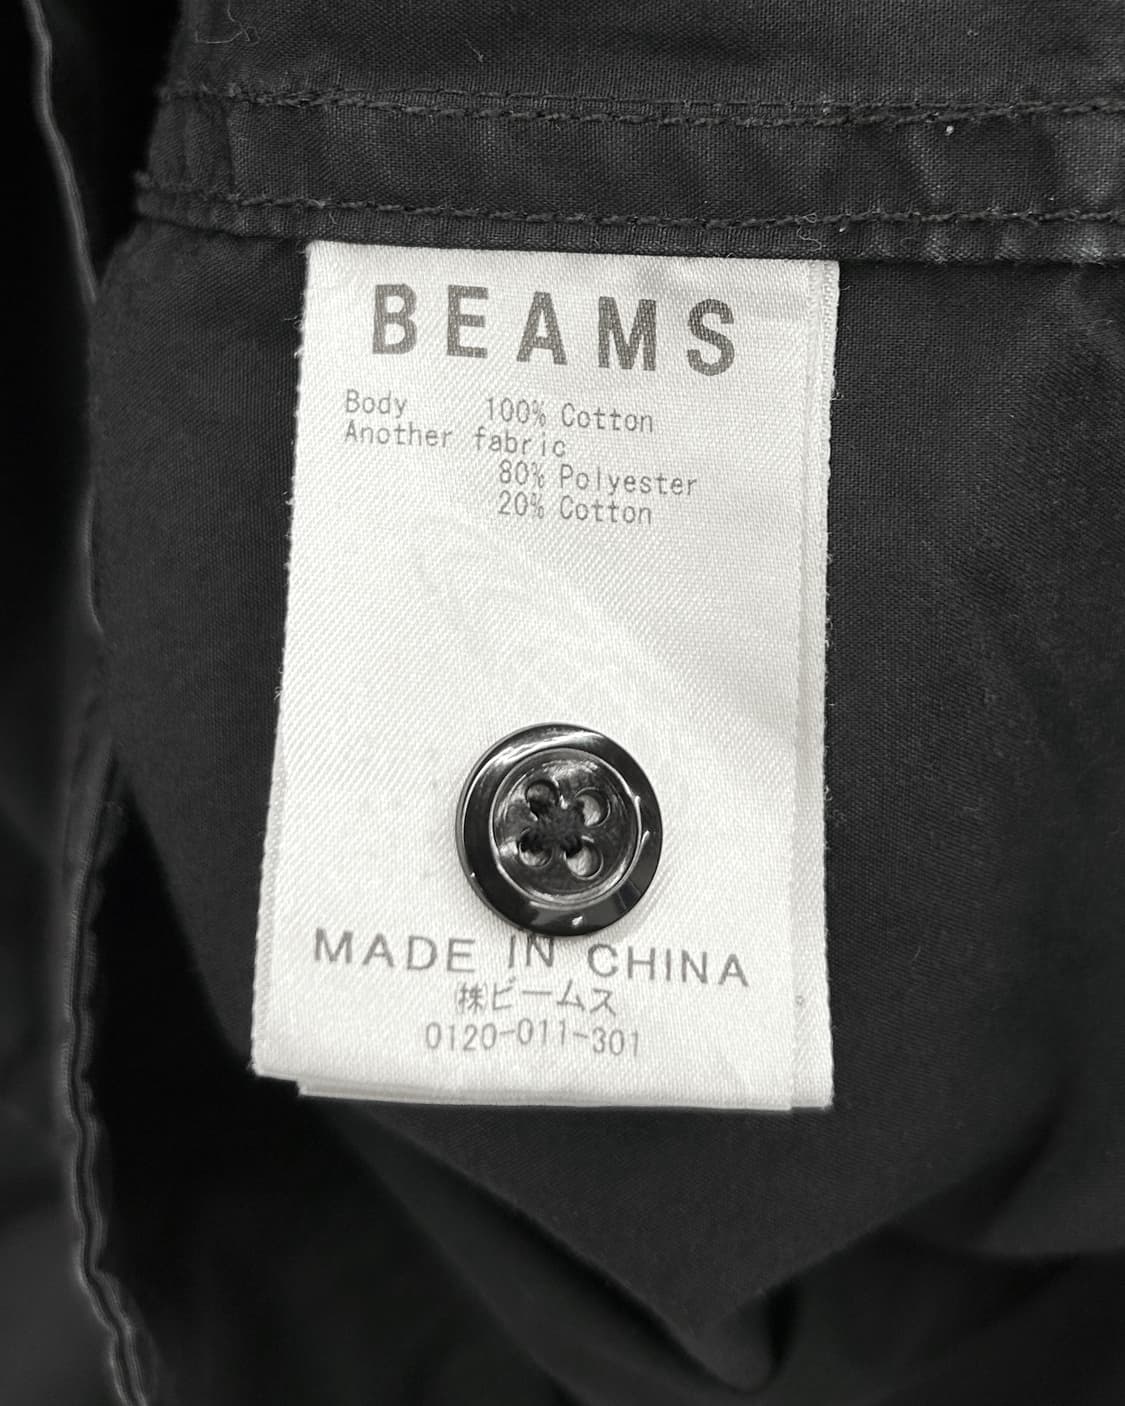 BEAMS
Body 100% Cotton
Another fabric
80% Polyester
20% Cotton
MADE IN CHINA
㈱ビームス
0120-011-301